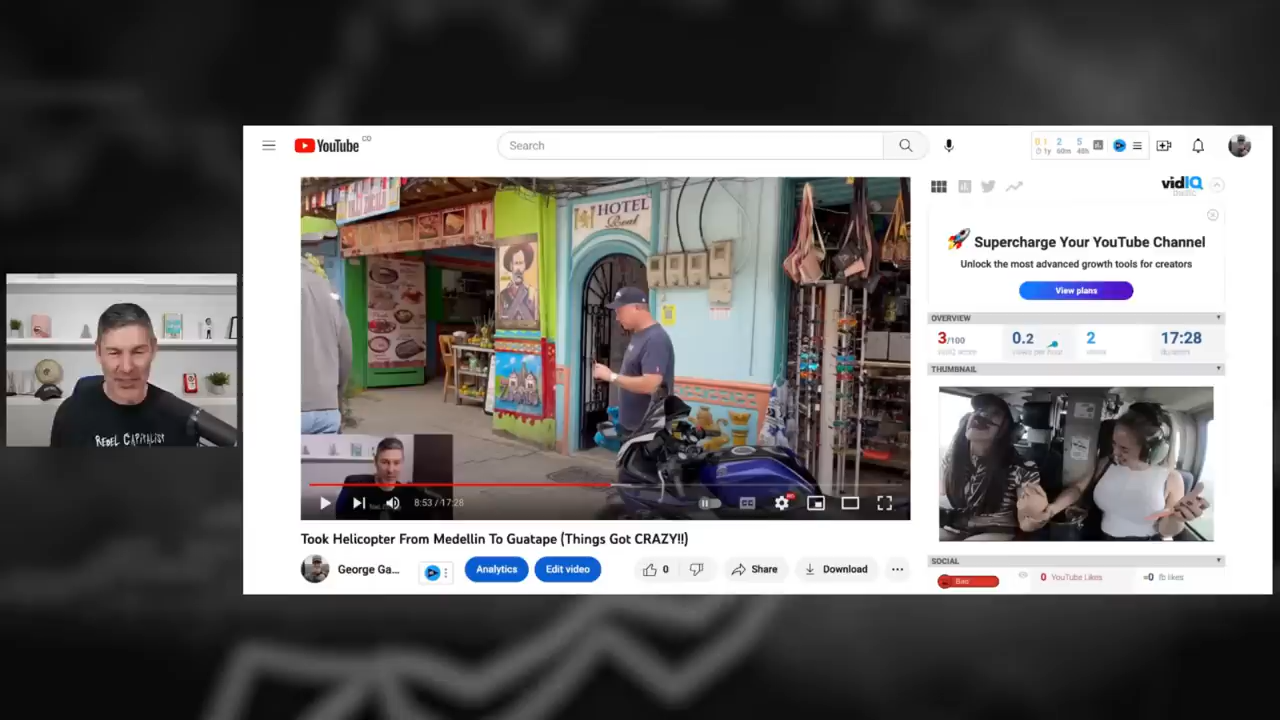 YouTube CO
Search
HOTEL
Real
8:53 / 17:28
CC
Took Helicopter From Medellin To Guatape (Things Got CRAZY!!)
George Ga...
Analytics
Edit video
0
Share
Download
REBEL CAPITALIST
vidIQ
Supercharge Your YouTube Channel
Unlock the most advanced growth tools for creators
View plans
OVERVIEW
3/100
0.2
2
17:28
THUMBNAIL
SOCIAL
0 YouTube Likes
0 fb likes